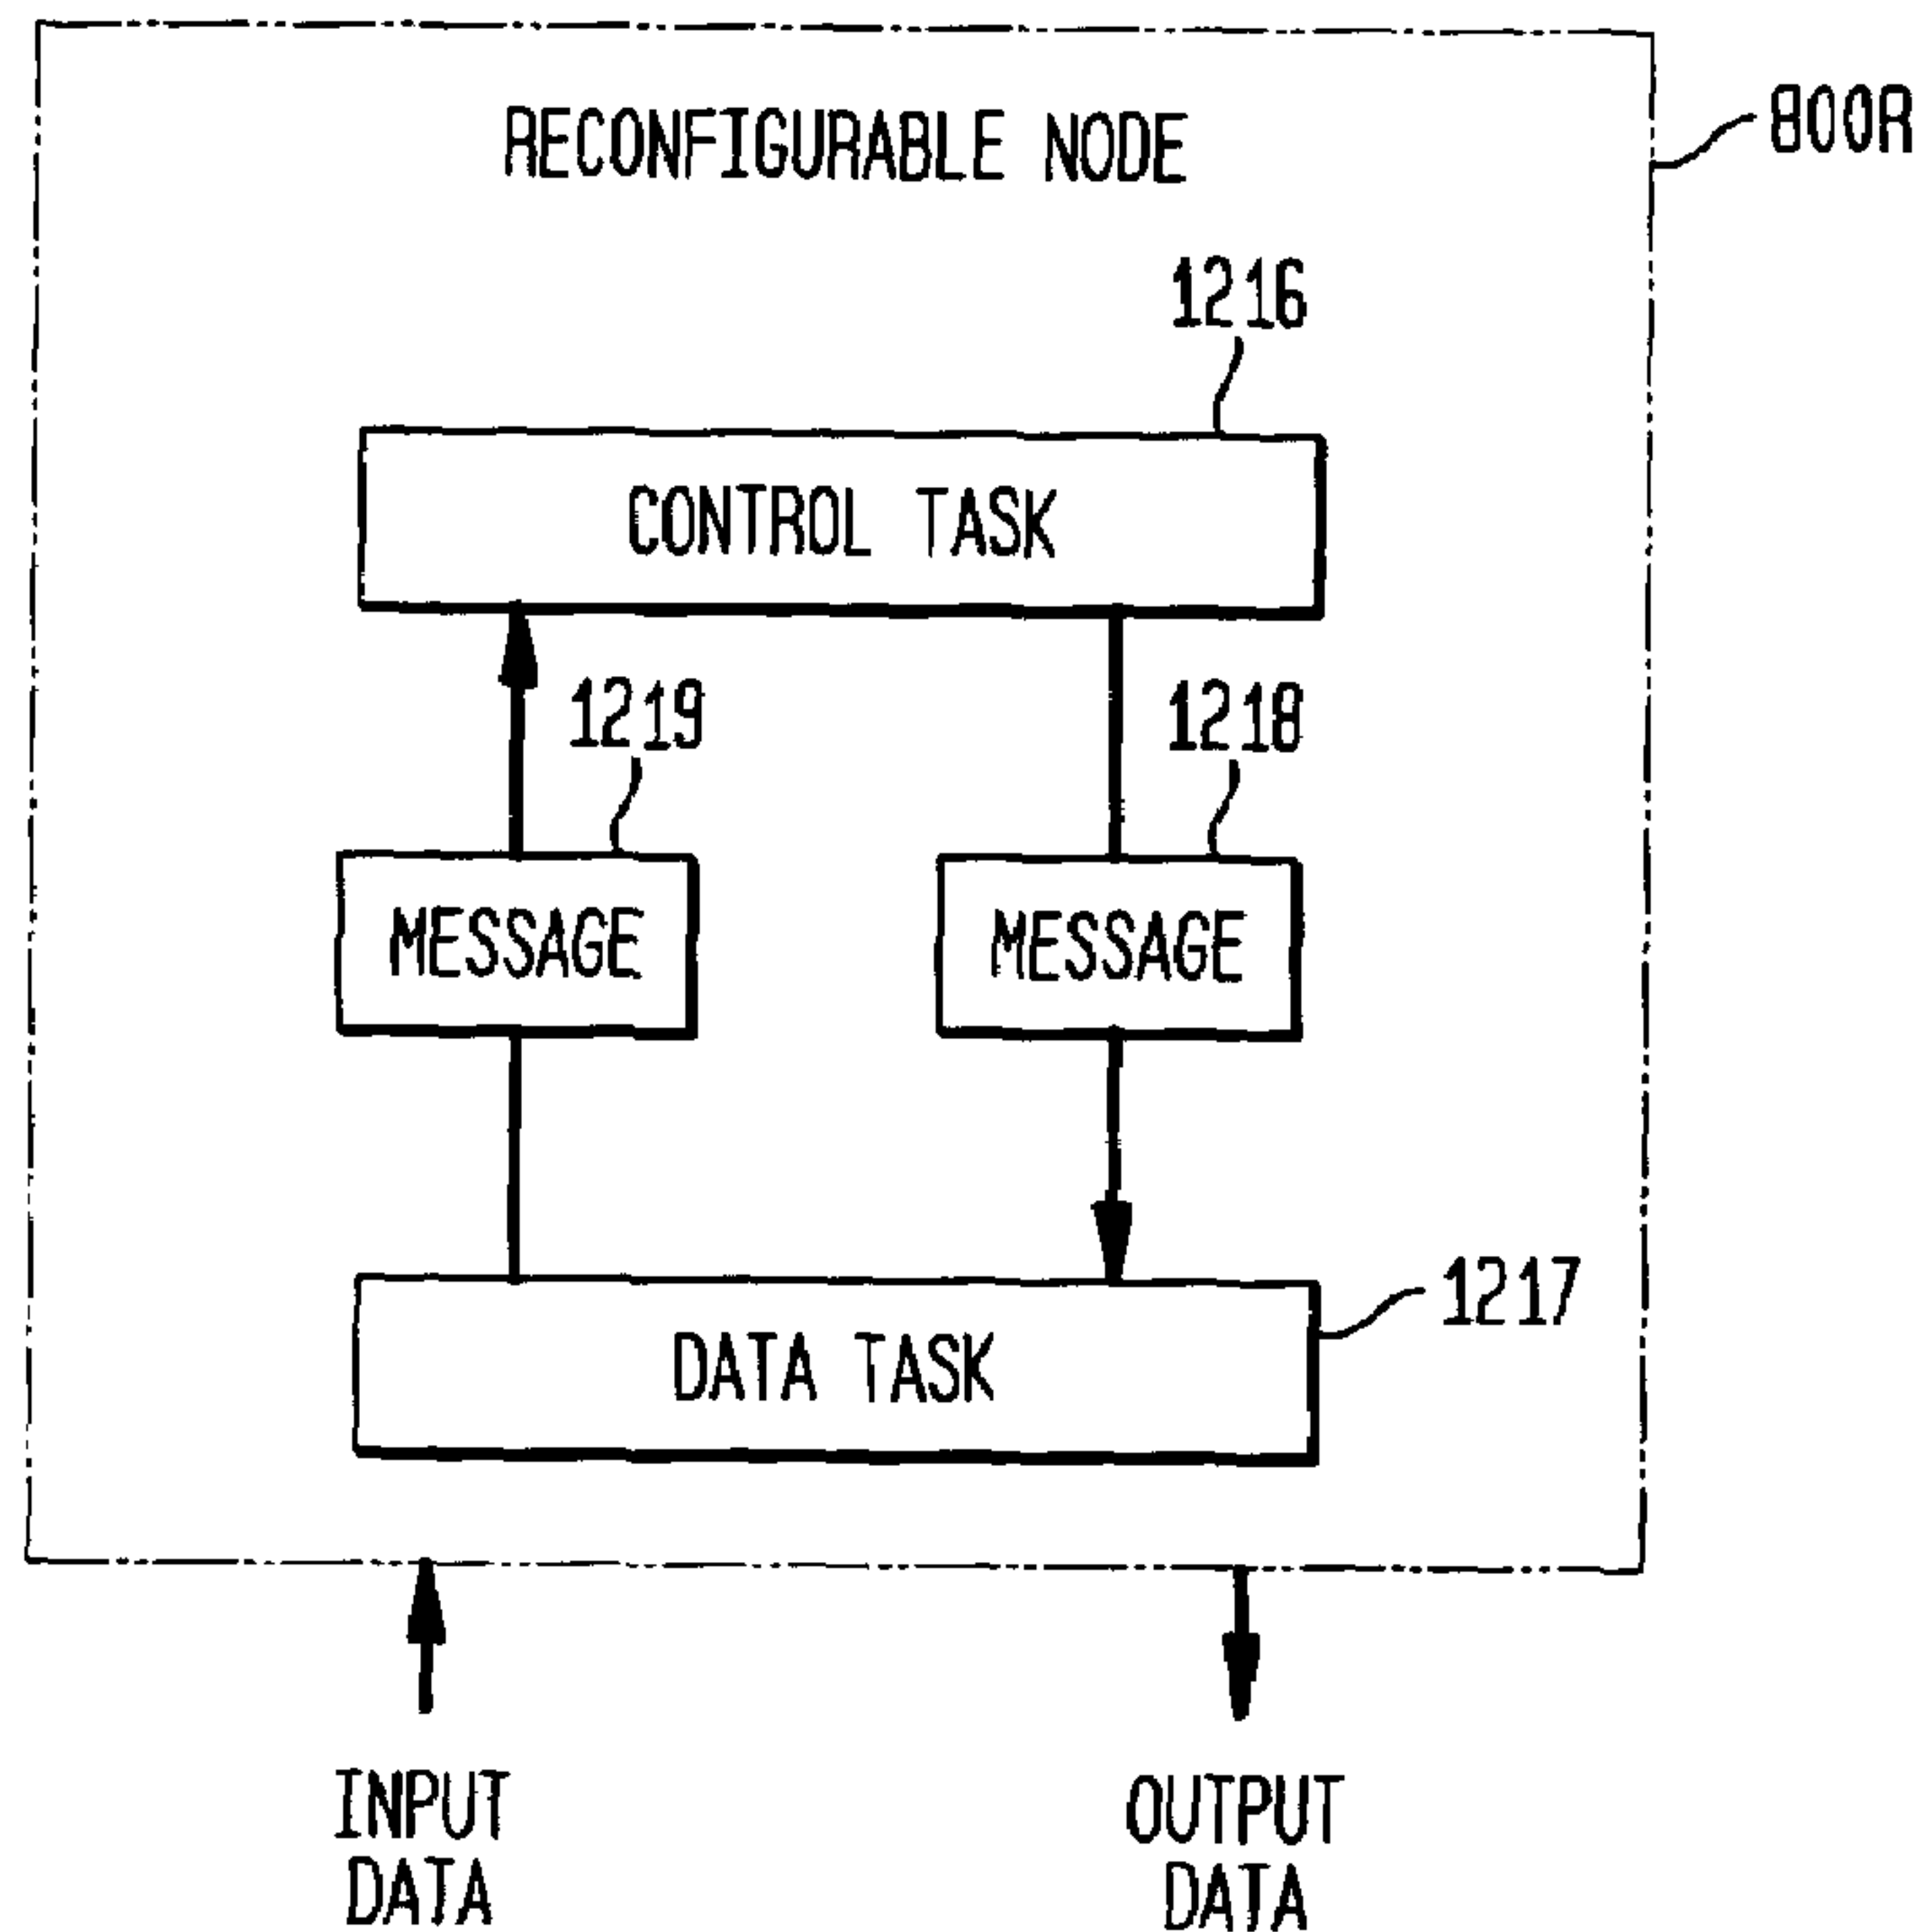 RECONFIGURABLE NODE
800R
1216
CONTROL TASK
1219
1218
MESSAGE
MESSAGE
1217
DATA TASK
INPUT
DATA
OUTPUT
DATA